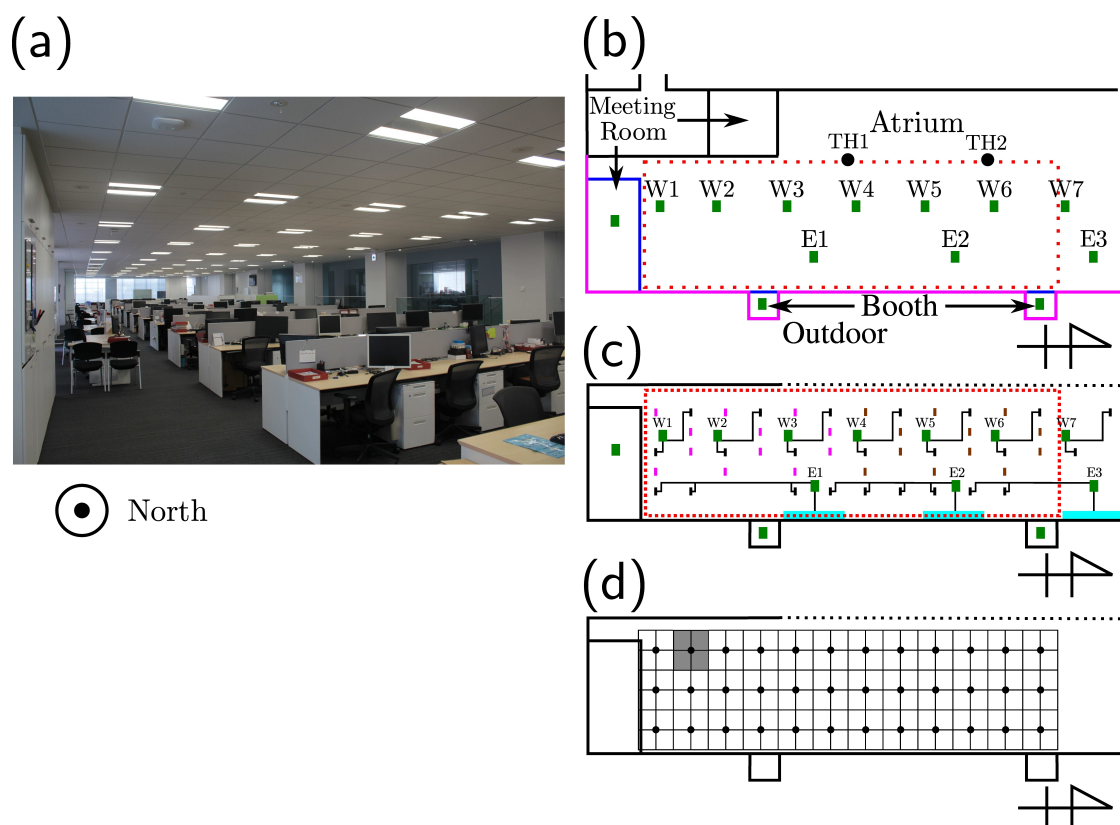 (a)
North
(b)
Meeting
Room
Atrium
TH1
TH2
W1 W2 W3 W4 W5 W6 W7
E1 E2 E3
Booth
Outdoor
(c)
W1 W2 W3 W4 W5 W6 W7
E1 E2 E3
(d)